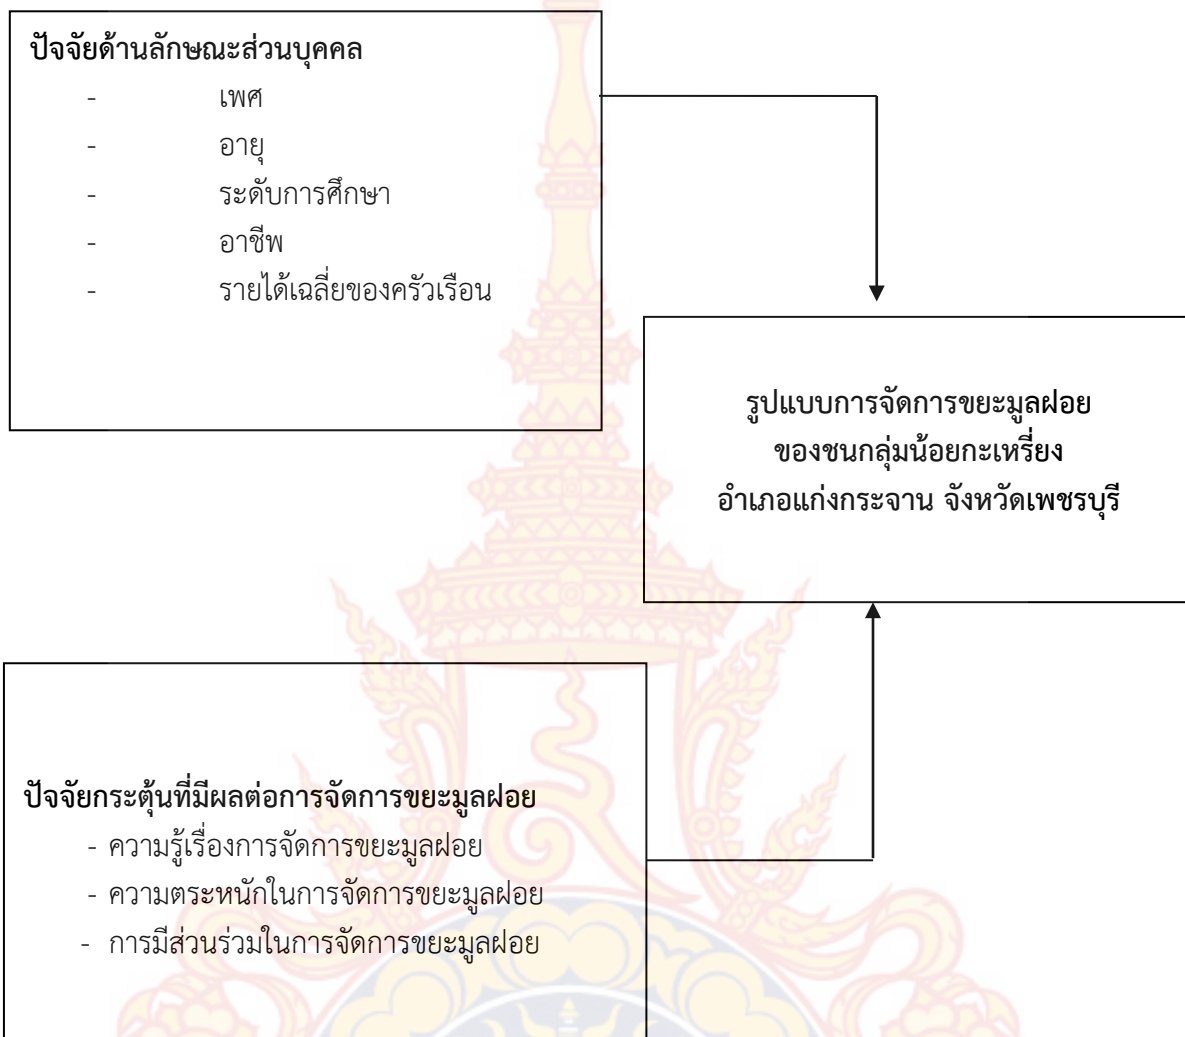 ปัจจัยด้านลักษณะส่วนบุคคล
- เพศ
- อายุ
- ระดับการศึกษา
- อาชีพ
- รายได้เฉลี่ยของครัวเรือน
รูปแบบการจัดการขยะมูลฝอย
ของชนกลุ่มน้อยกะเหรี่ยง
อำเภอแก่งกระจาน จังหวัดเพชรบุรี
ปัจจัยกระตุ้นที่มีผลต่อการจัดการขยะมูลฝอย
- ความรู้เรื่องการจัดการขยะมูลฝอย
- ความตระหนักในการจัดการขยะมูลฝอย
- การมีส่วนร่วมในการจัดการขยะมูลฝอย